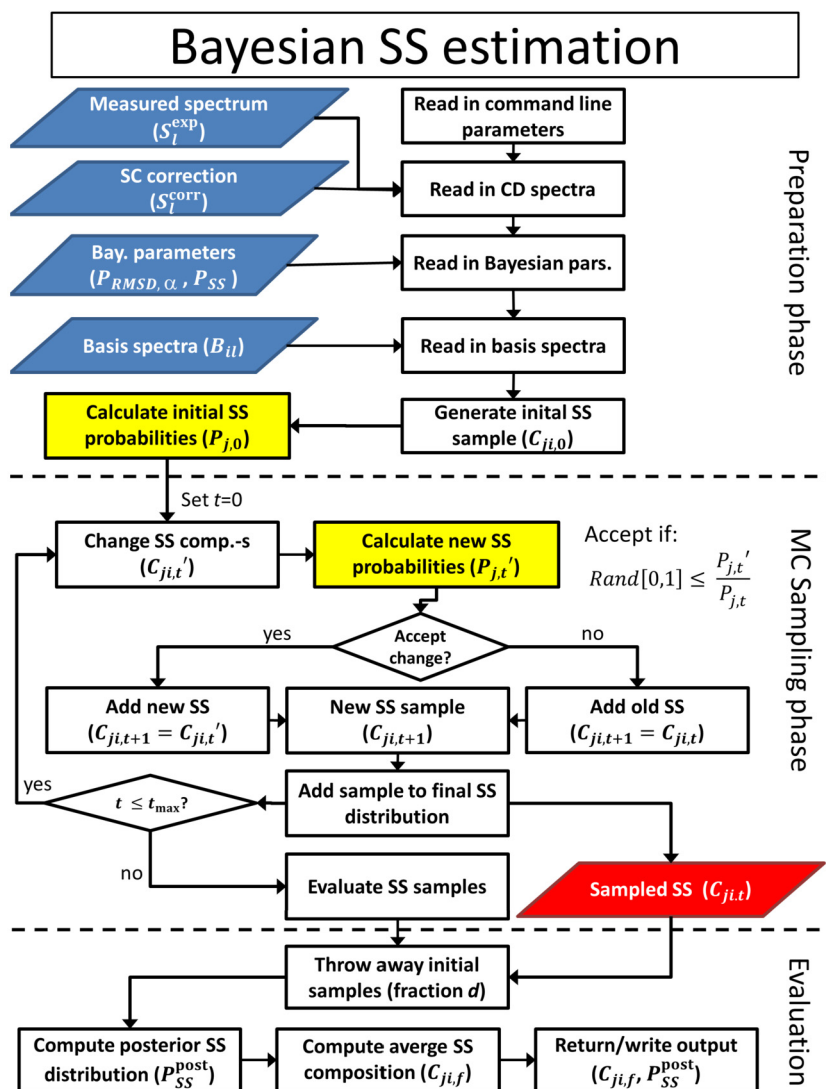 Bayesian SS estimation
Measured spectrum
(S_l^exp)
Read in command line
parameters
SC correction
(S_l^corr)
Read in CD spectra
Bay. parameters
(P_RMSD,α , P_SS )
Read in Bayesian pars.
Basis spectra (B_il)
Read in basis spectra
Calculate initial SS
probabilities (P_j,0)
Generate inital SS
sample (C_ji,0)
Preparation phase
Set t=0
Change SS comp.-s
(C_ji,t′)
Calculate new SS
probabilities (P_j,t′)
Accept if:
Rand[0,1] ≤ P_j,t′ / P_j,t
yes
Accept
change?
no
Add new SS
(C_ji,t+1 = C_ji,t′)
New SS sample
(C_ji,t+1)
Add old SS
(C_ji,t+1 = C_ji,t)
MC Sampling phase
yes
t ≤ t_max?
Add sample to final SS
distribution
no
Evaluate SS samples
Sampled SS (C_ji.t)
Throw away initial
samples (fraction d)
Compute posterior SS
distribution (P_SS^post)
Compute averge SS
composition (C_ji,f)
Return/write output
(C_ji,f, P_SS^post)
Evaluation